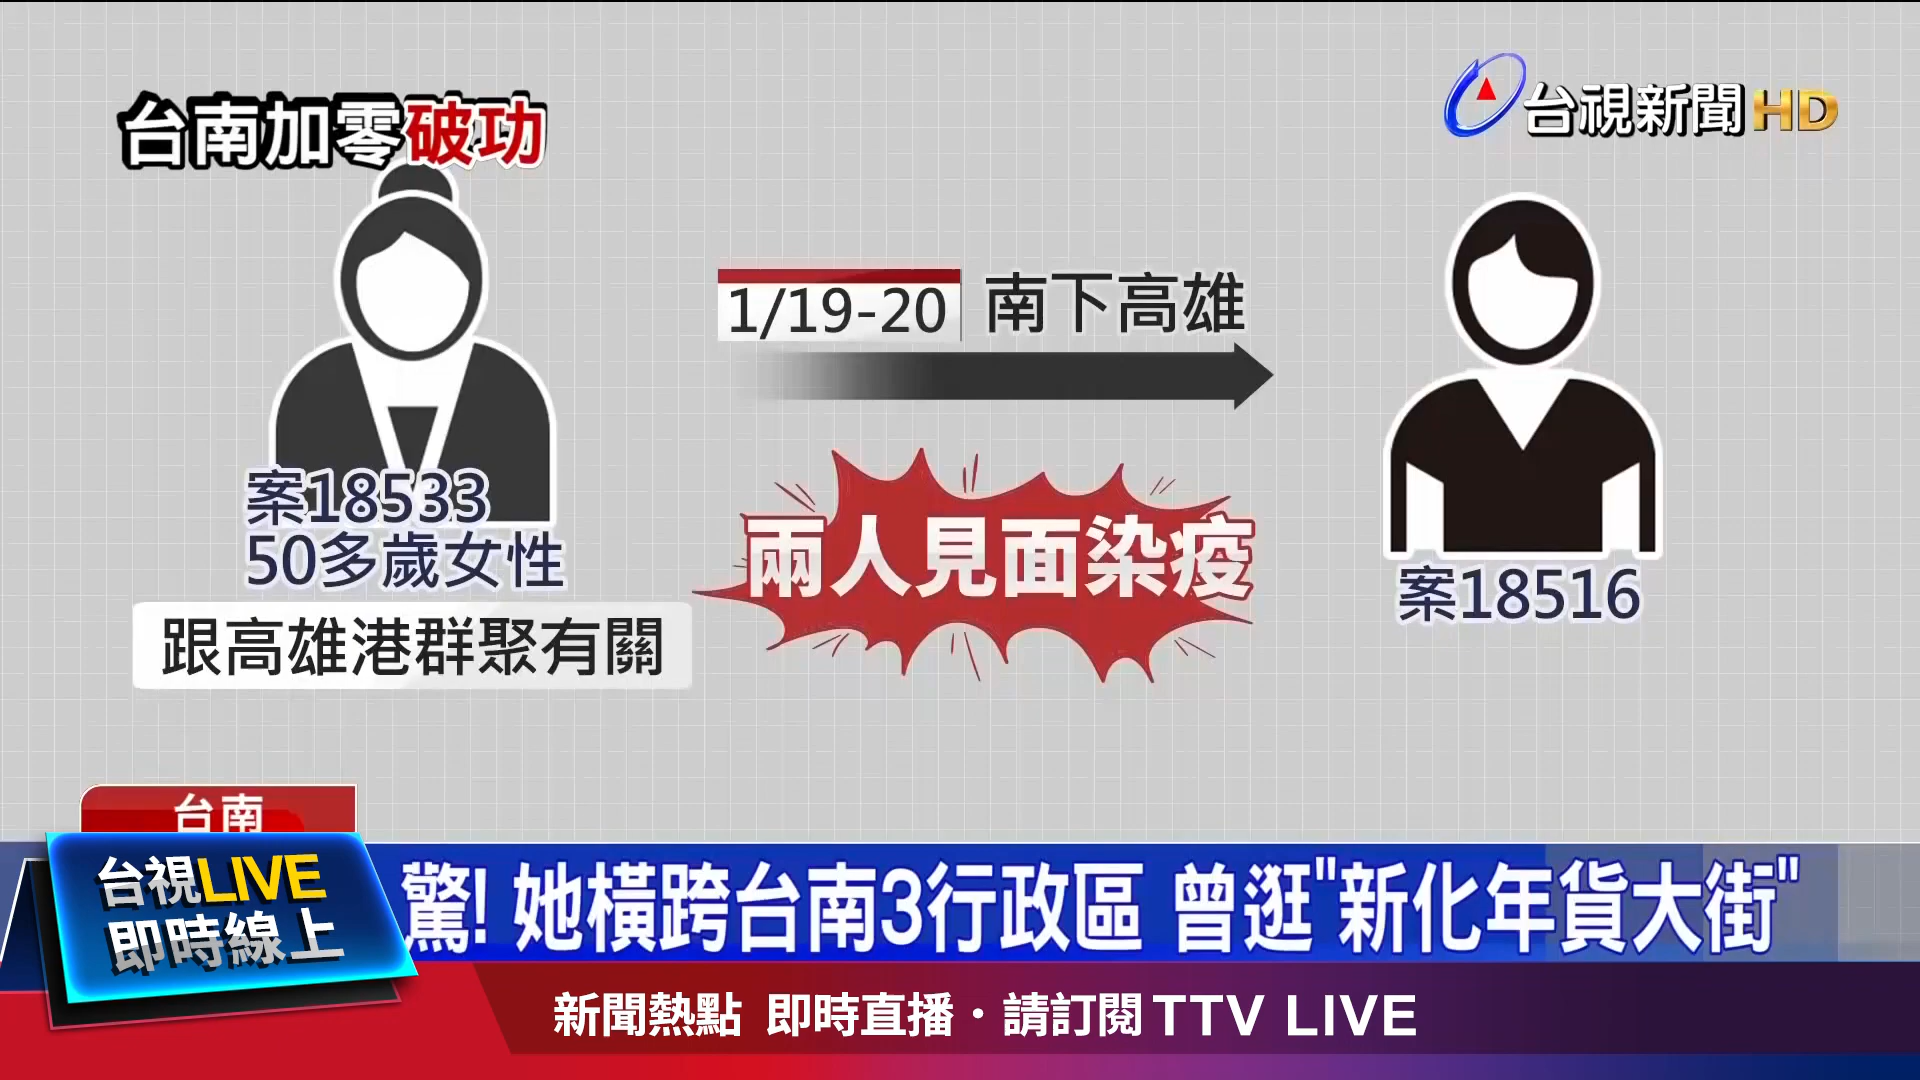 台南加零破功
台視新聞HD
1/19-20 南下高雄
案18533
50多歲女性
跟高雄港群聚有關
兩人見面染疫
案18516
台南
台視LIVE
即時線上
驚! 她橫跨台南3行政區 曾逛"新化年貨大街"
新聞熱點 即時直播・請訂閱TTV LIVE